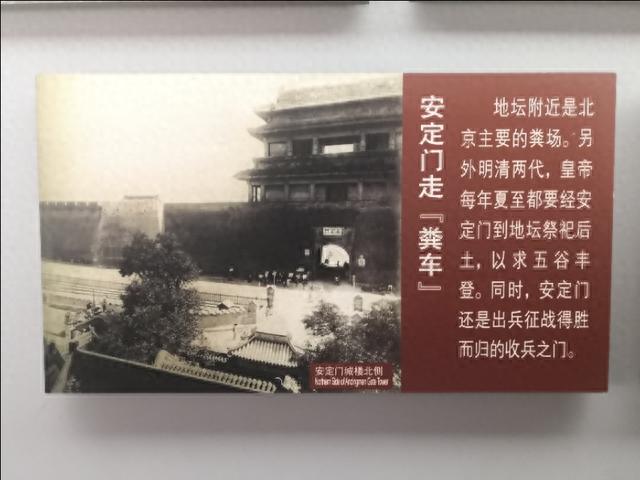 安定门走『粪车』
地坛附近是北
京主要的粪场。另
外明清两代，皇帝
每年夏至都要经安
定门到地坛祭祀后
土，以求五谷丰
登。同时，安定门
还是出兵征战得胜
而归的收兵之门。
安定门城楼北侧
Northern Side of Andingmen Gate Tower